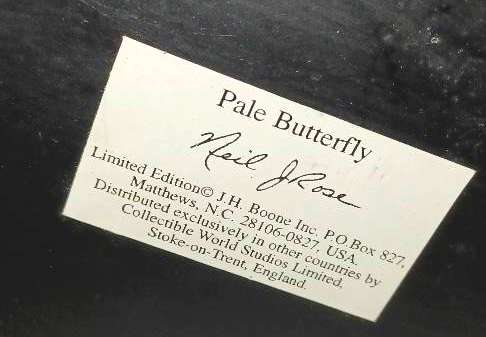 Pale Butterfly
Neil J Rose
Limited Edition© J.H. Boone Inc. P.O.Box 827,
Matthews, N.C. 28106-0827, USA.
Distributed exclusively in other countries by
Collectible World Studios Limited,
Stoke-on-Trent, England.